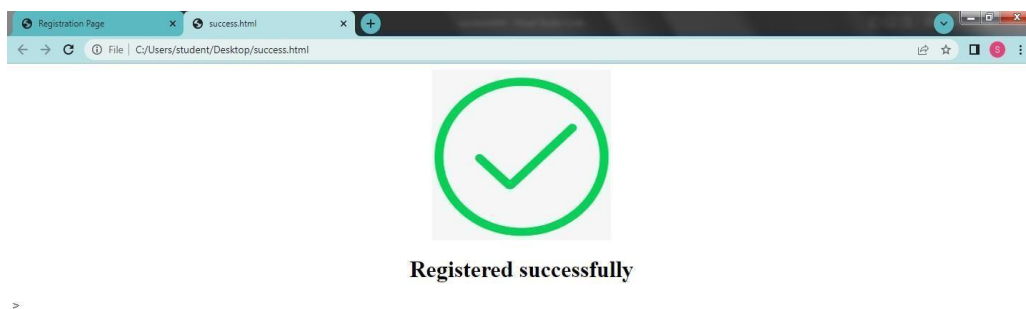 Registration Page
success.html
File | C:/Users/student/Desktop/success.html
S
Registered successfully
>